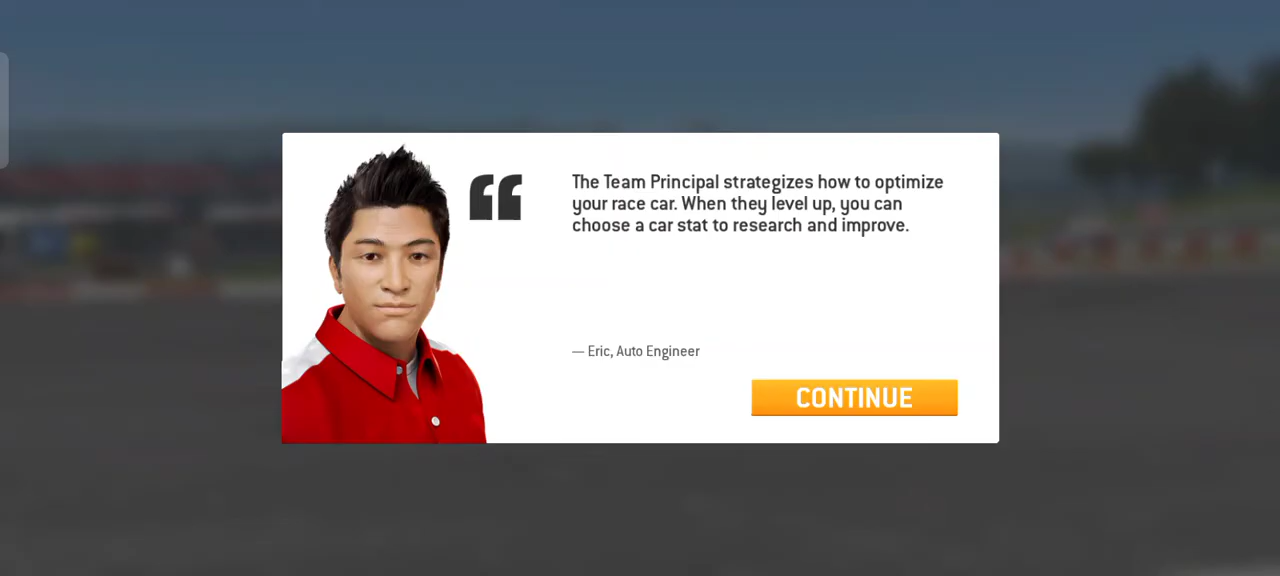 The Team Principal strategizes how to optimize
your race car. When they level up, you can
choose a car stat to research and improve.
— Eric, Auto Engineer
CONTINUE